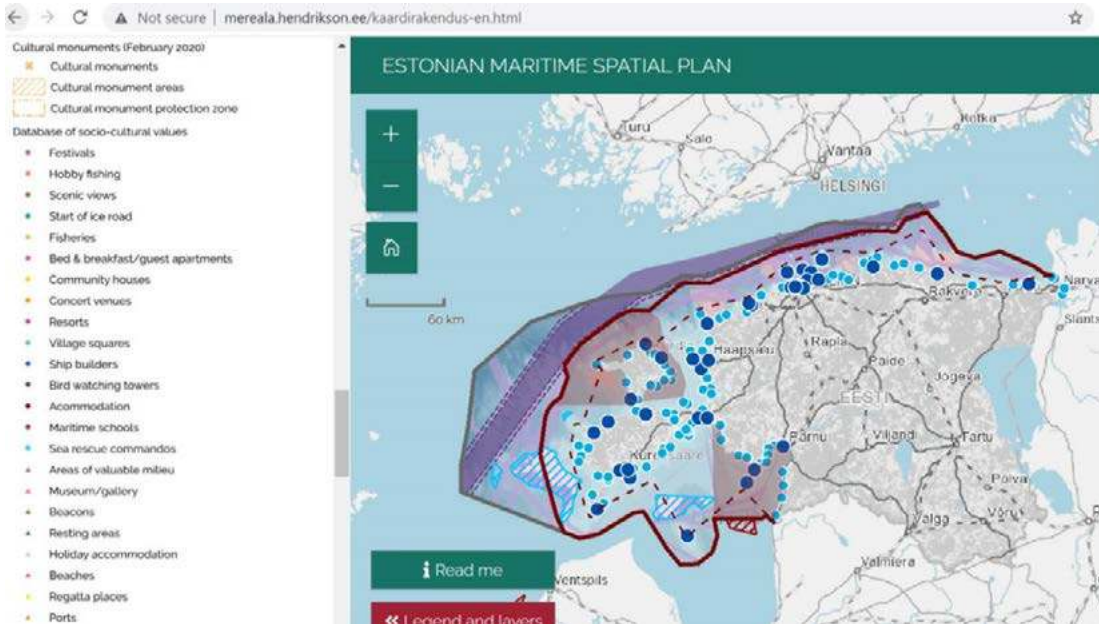 Not secure | mereala.hendrikson.ee/kaardirakendus-en.html
Cultural monuments (February 2020)
Cultural monuments
Cultural monument areas
Cultural monument protection zone
Database of socio-cultural values
Festivals
Hobby fishing
Scenic views
Start of ice road
Fisheries
Bed & breakfast/guest apartments
Community houses
Concert venues
Resorts
Village squares
Ship builders
Bird watching towers
Acommodation
Maritime schools
Sea rescue commandos
Areas of valuable milieu
Museum/gallery
Beacons
Resting areas
Holiday accommodation
Beaches
Regatta places
Ports
ESTONIAN MARITIME SPATIAL PLAN
+
−
60 km
Turu
Salo
Vantaa
Kotka
HELSINGI
Narva
Rakvere
Slants
Haapsalu
Rapla
Paide
Jõgeva
EESTI
Pärnu
Viljandi
Tartu
Kuressaare
Põlva
Võru
Valga
Valmiera
Ventspils
i Read me
« Legend and layers